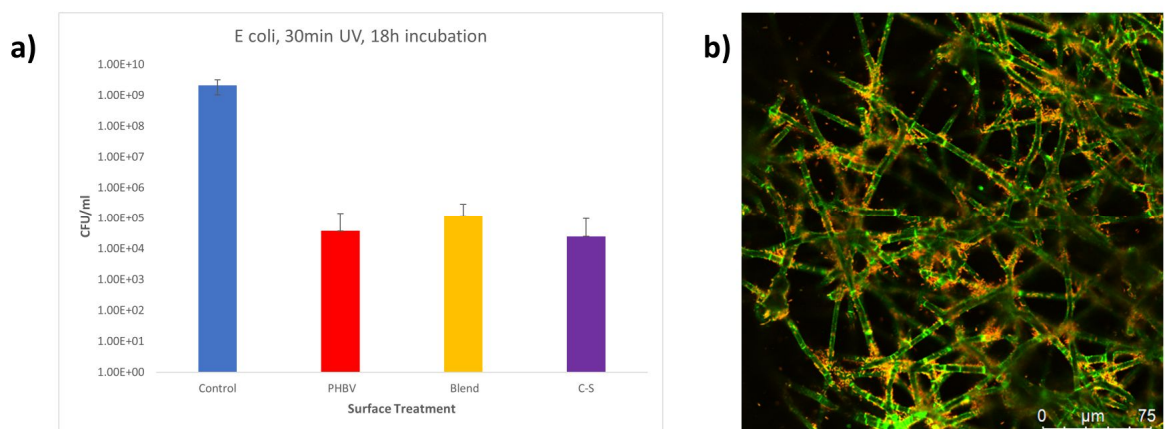 a)
E coli, 30min UV, 18h incubation
CFU/ml
1.00E+10
1.00E+09
1.00E+08
1.00E+07
1.00E+06
1.00E+05
1.00E+04
1.00E+03
1.00E+02
1.00E+01
1.00E+00
Control PHBV Blend C-S
Surface Treatment
b)
0 µm 75